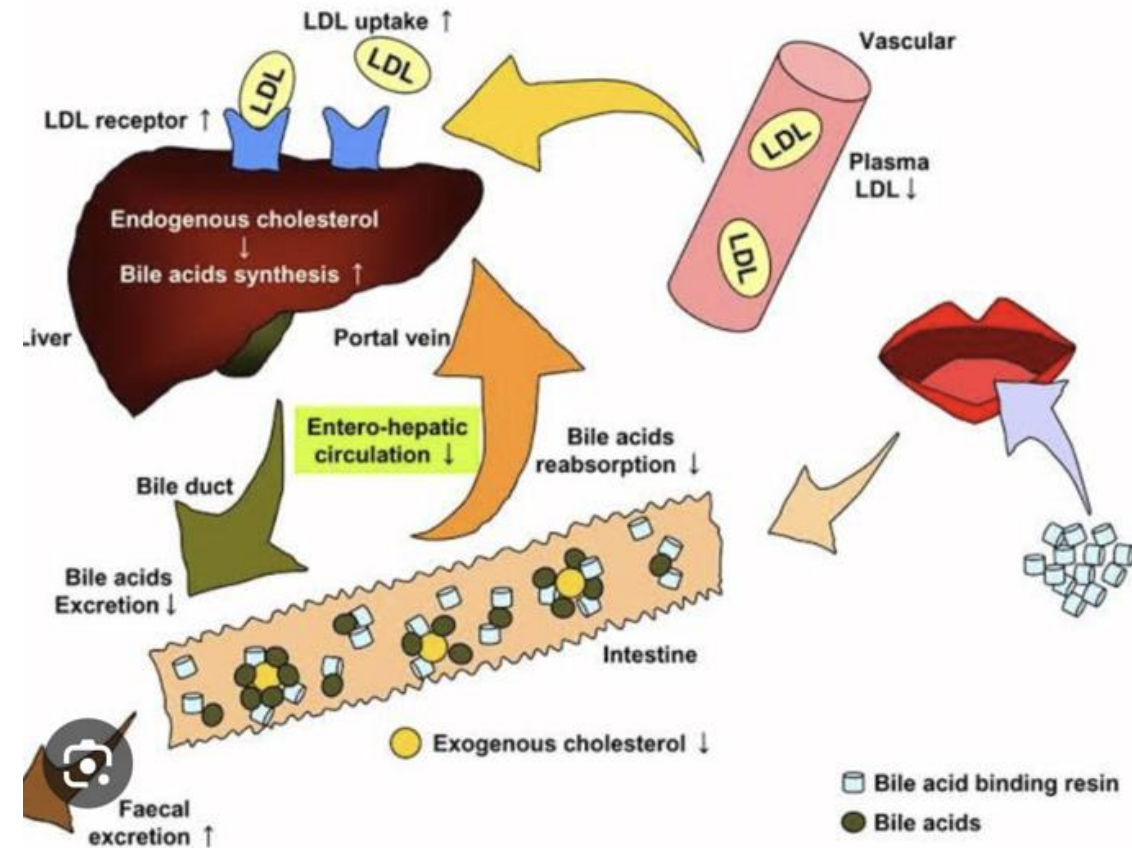 LDL uptake ↑
LDL
LDL
LDL receptor ↑
Vascular
LDL
Plasma
LDL ↓
LDL
Endogenous cholesterol
↓
Bile acids synthesis ↑
Liver
Portal vein
Entero-hepatic
circulation ↓
Bile acids
reabsorption ↓
Bile duct
Bile acids
Excretion ↓
Intestine
Exogenous cholesterol ↓
Faecal
excretion ↑
Bile acid binding resin
Bile acids